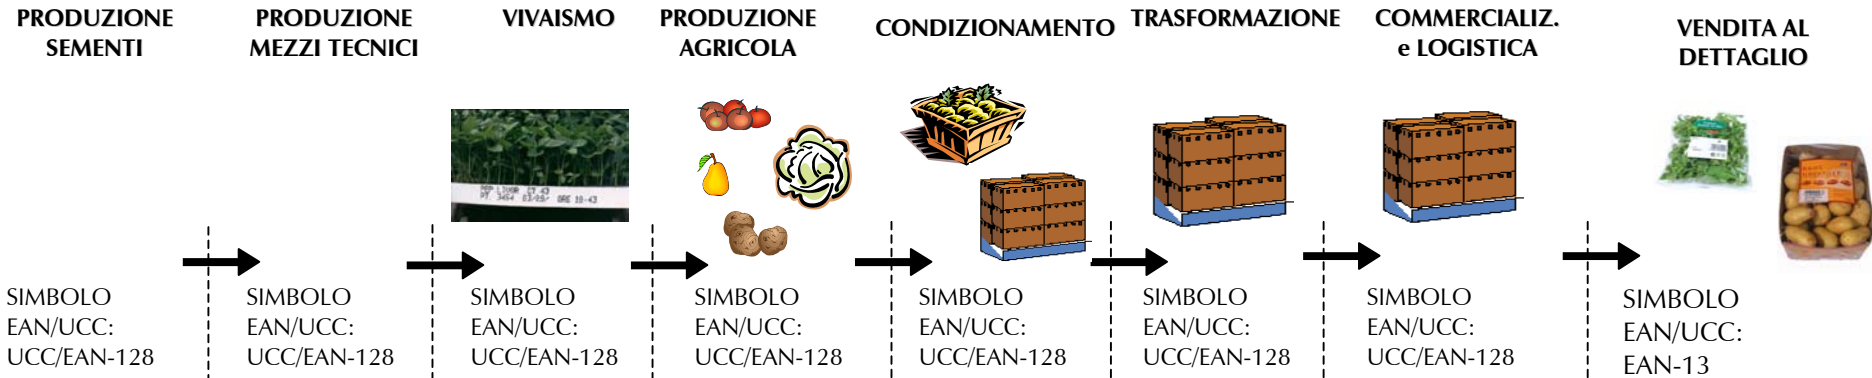 PRODUZIONE
SEMENTI
PRODUZIONE
MEZZI TECNICI
VIVAISMO
PRODUZIONE
AGRICOLA
CONDIZIONAMENTO
TRASFORMAZIONE
COMMERCIALIZ.
e LOGISTICA
VENDITA AL
DETTAGLIO
SIMBOLO
EAN/UCC:
UCC/EAN-128
SIMBOLO
EAN/UCC:
UCC/EAN-128
SIMBOLO
EAN/UCC:
UCC/EAN-128
SIMBOLO
EAN/UCC:
UCC/EAN-128
SIMBOLO
EAN/UCC:
UCC/EAN-128
SIMBOLO
EAN/UCC:
UCC/EAN-128
SIMBOLO
EAN/UCC:
UCC/EAN-128
SIMBOLO
EAN/UCC:
EAN-13